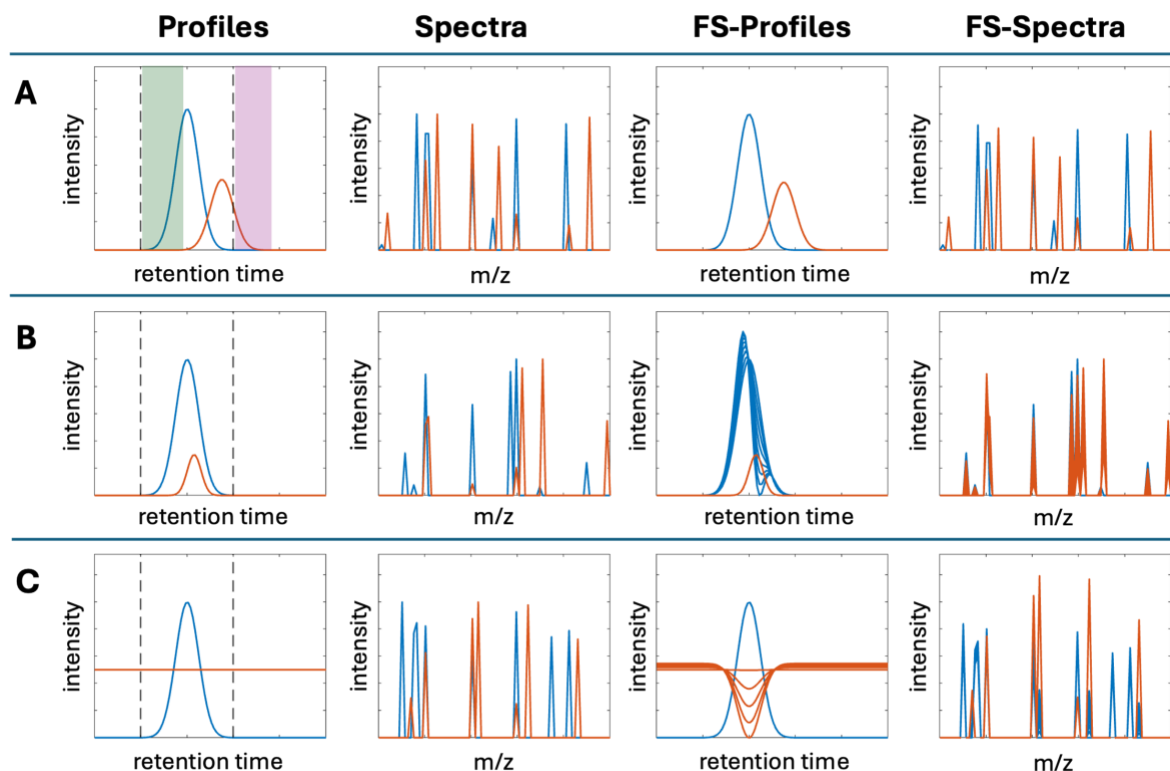 Profiles Spectra FS-Profiles FS-Spectra
A
intensity intensity intensity intensity
retention time m/z retention time m/z
B
intensity intensity intensity intensity
retention time m/z retention time m/z
C
intensity intensity intensity intensity
retention time m/z retention time m/z